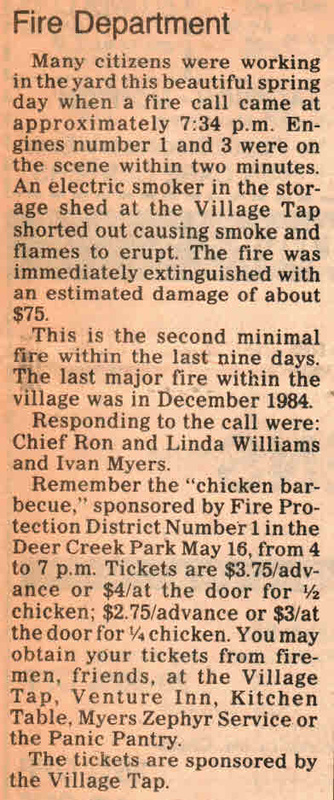 Fire Department
Many citizens were working
in the yard this beautiful spring
day when a fire call came at
approximately 7:34 p.m. En-
gines number 1 and 3 were on
the scene within two minutes.
An electric smoker in the stor-
age shed at the Village Tap
shorted out causing smoke and
flames to erupt. The fire was
immediately extinguished with
an estimated damage of about
$75.
This is the second minimal
fire within the last nine days.
The last major fire within the
village was in December 1984.
Responding to the call were:
Chief Ron and Linda Williams
and Ivan Myers.
Remember the “chicken bar-
becue,” sponsored by Fire Pro-
tection District Number 1 in the
Deer Creek Park May 16, from 4
to 7 p.m. Tickets are $3.75/adv-
ance or $4/at the door for ½
chicken; $2.75/advance or $3/at
the door for ¼ chicken. You may
obtain your tickets from fire-
men, friends, at the Village
Tap, Venture Inn, Kitchen
Table, Myers Zephyr Service or
the Panic Pantry.
The tickets are sponsored by
the Village Tap.